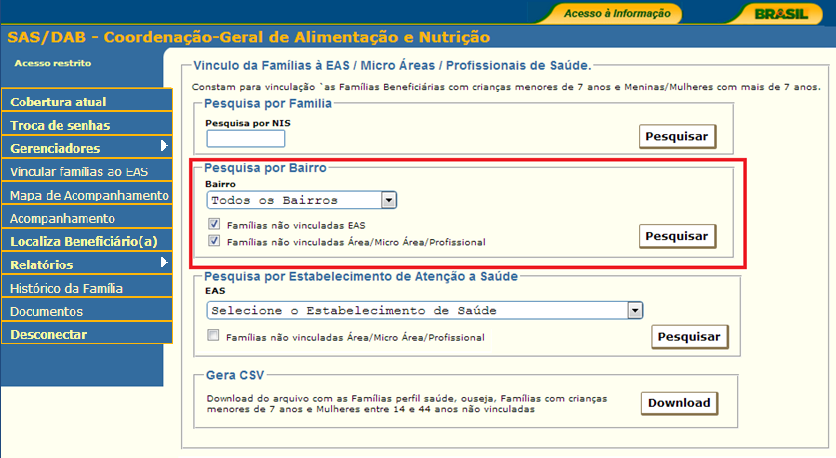 Acesso à Informação
BRASIL
SAS/DAB - Coordenação-Geral de Alimentação e Nutrição
Acesso restrito
Cobertura atual
Troca de senhas
Gerenciadores
Vincular famílias ao EAS
Mapa de Acompanhamento
Acompanhamento
Localiza Beneficiário(a)
Relatórios
Histórico da Família
Documentos
Desconectar
Vinculo da Famílias à EAS / Micro Áreas / Profissionais de Saúde.
Constam para vinculação `as Famílias Beneficiárias com crianças menores de 7 anos e Meninas/Mulheres com mais de 7 anos.
Pesquisa por Familia
Pesquisa por NIS
Pesquisar
Pesquisa por Bairro
Bairro
Todos os Bairros
Famílias não vinculadas EAS
Famílias não vinculadas Área/Micro Área/Profissional
Pesquisar
Pesquisa por Estabelecimento de Atenção a Saúde
EAS
Selecione o Estabelecimento de Saúde
Famílias não vinculadas Área/Micro Área/Profissional
Pesquisar
Gera CSV
Download do arquivo com as Famílias perfil saúde, ouseja, Famílias com crianças
menores de 7 anos e Mulheres entre 14 e 44 anos não vinculadas
Download